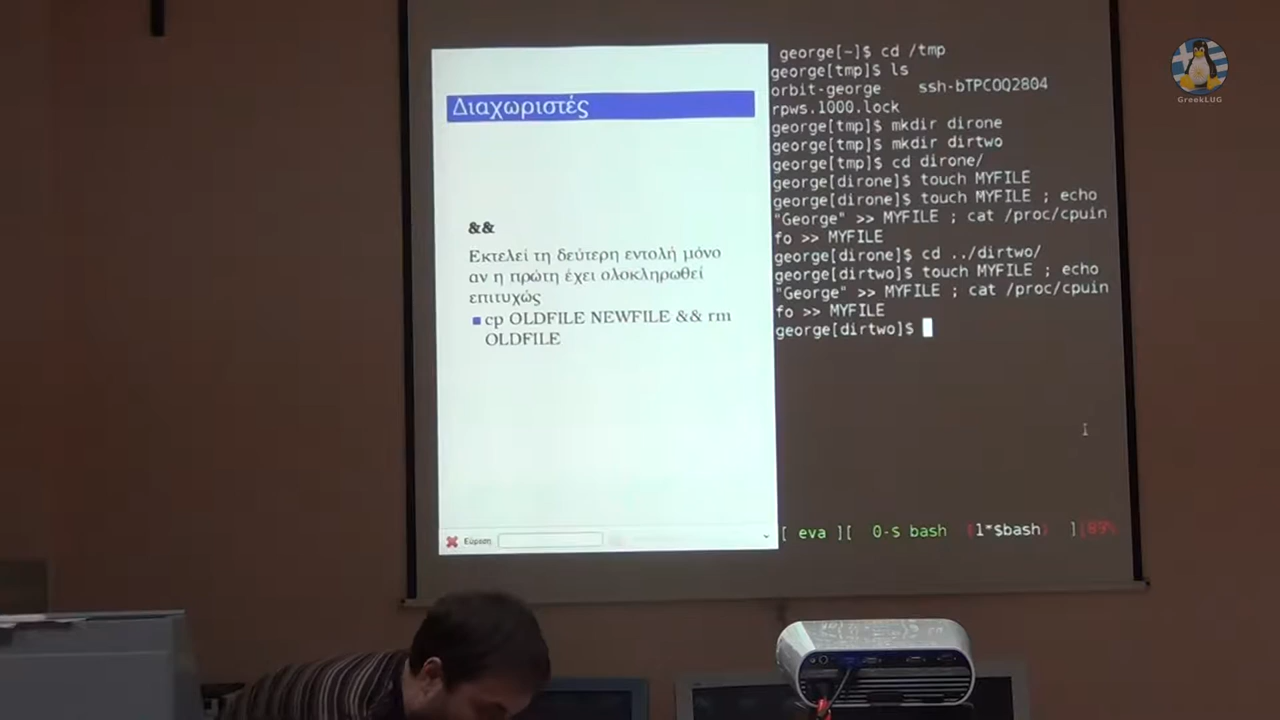 Διαχωριστές
&&
Εκτελεί τη δεύτερη εντολή μόνο
αν η πρώτη έχει ολοκληρωθεί
επιτυχώς
cp OLDFILE NEWFILE && rm
OLDFILE
Εύρεση
george[~]$ cd /tmp
george[tmp]$ ls
orbit-george ssh-bTPCOQ2804
rpws.1000.lock
george[tmp]$ mkdir dirone
george[tmp]$ mkdir dirtwo
george[tmp]$ cd dirone/
george[dirone]$ touch MYFILE
george[dirone]$ touch MYFILE ; echo
"George" >> MYFILE ; cat /proc/cpuin
fo >> MYFILE
george[dirone]$ cd ../dirtwo/
george[dirtwo]$ touch MYFILE ; echo
"George" >> MYFILE ; cat /proc/cpuin
fo >> MYFILE
george[dirtwo]$
[ eva ][ 0-$ bash (1*$bash) ][89%
GreekLUG